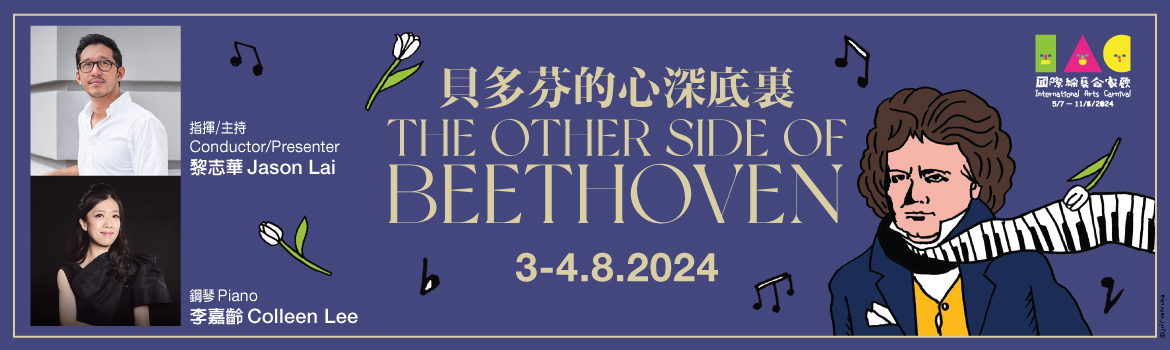 指揮/主持
Conductor/Presenter
黎志華 Jason Lai
鋼琴 Piano
李嘉齡 Colleen Lee
貝多芬的心深底裏
THE OTHER SIDE OF
BEETHOVEN
3-4.8.2024
IAC
國際綜藝合家歡
International Arts Carnival
5/7 – 11/8/2024